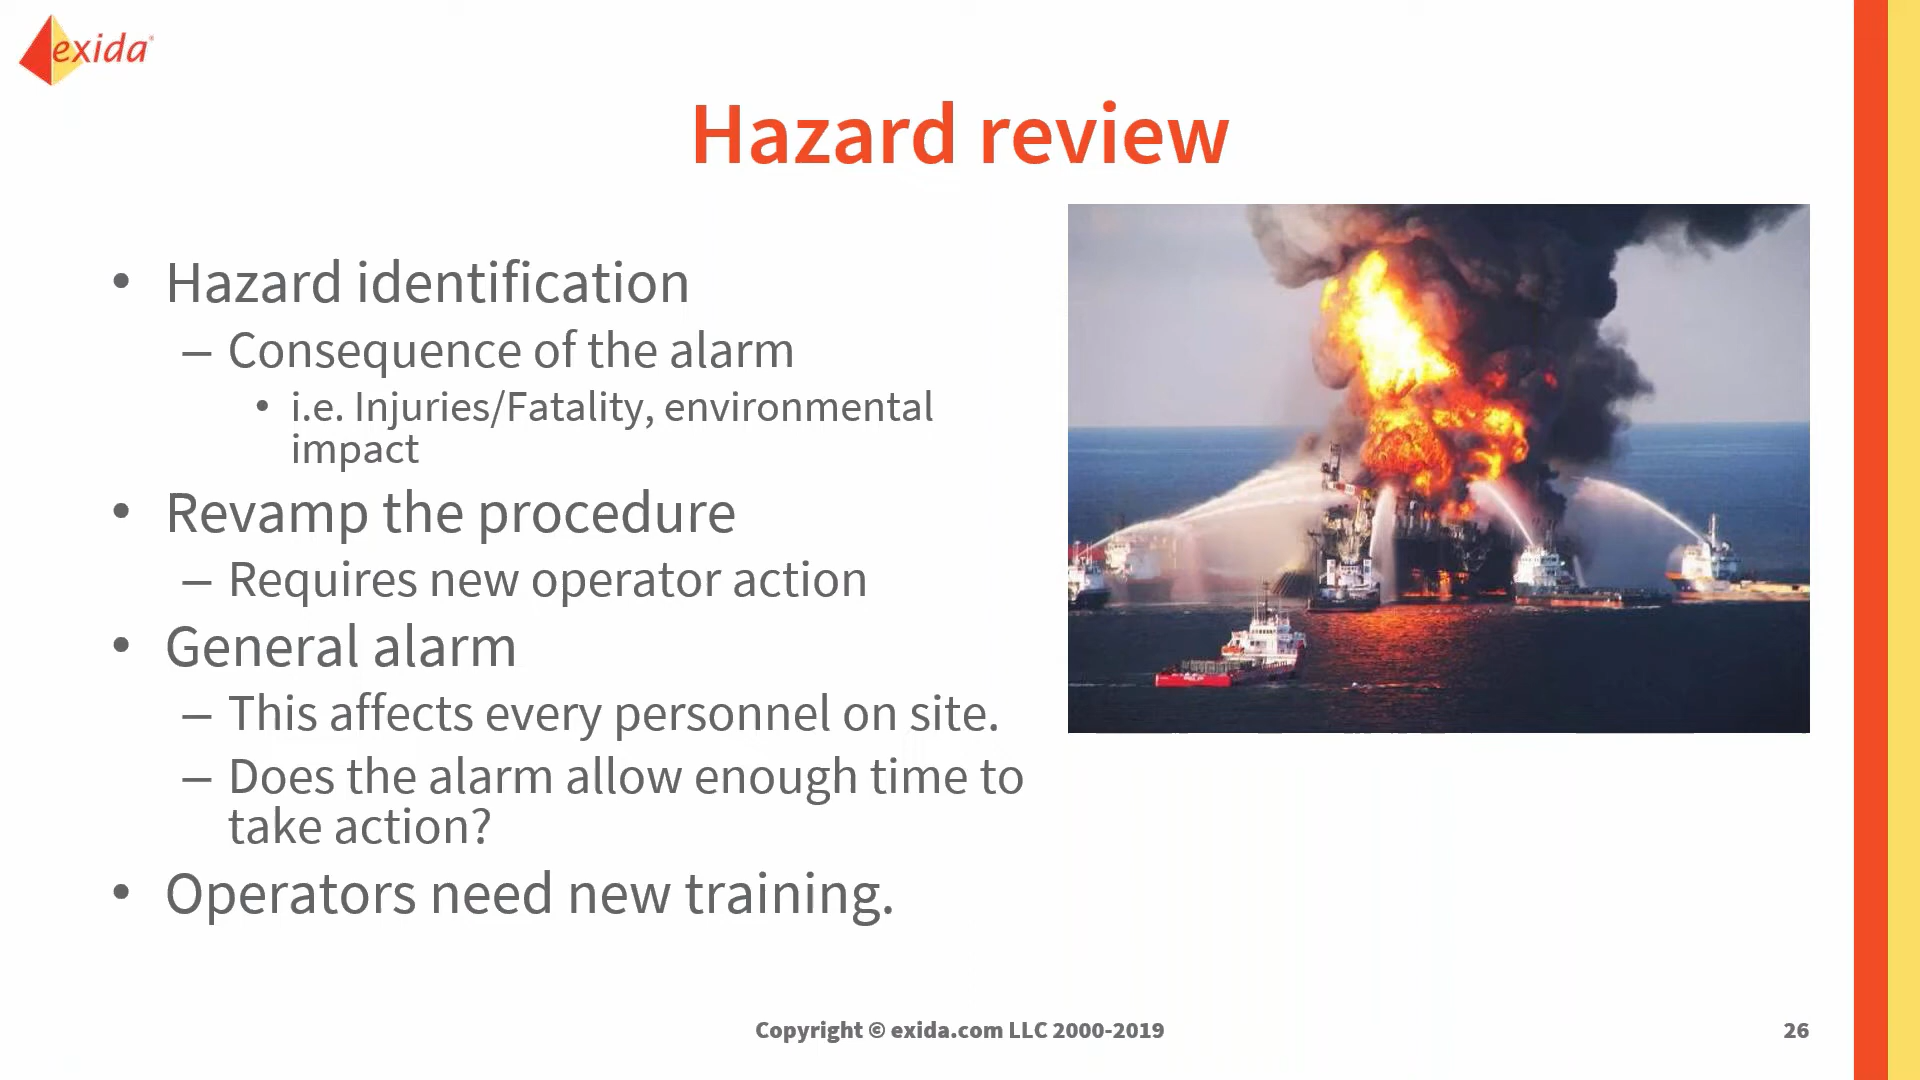 exida
Hazard review
• Hazard identification
– Consequence of the alarm
• i.e. Injuries/Fatality, environmental
impact
• Revamp the procedure
– Requires new operator action
• General alarm
– This affects every personnel on site.
– Does the alarm allow enough time to
take action?
• Operators need new training.
Copyright © exida.com LLC 2000-2019
26